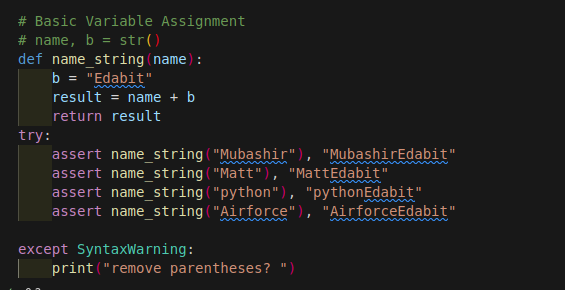 # Basic Variable Assignment
# name, b = str()
def name_string(name):
    b = "Edabit"
    result = name + b
    return result
try:
    assert name_string("Mubashir"), "MubashirEdabit"
    assert name_string("Matt"), "MattEdabit"
    assert name_string("python"), "pythonEdabit"
    assert name_string("Airforce"), "AirforceEdabit"

except SyntaxWarning:
    print("remove parentheses? ")